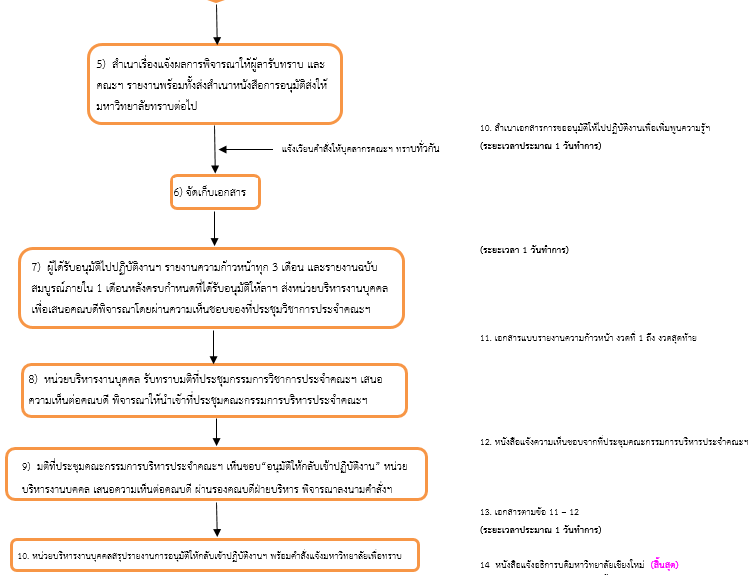 5) สำเนาเรื่องแจ้งผลการพิจารณาให้ผู้ลารับทราบ และ
คณะฯ รายงานพร้อมทั้งส่งสำเนาหนังสือการอนุมัติส่งให้
มหาวิทยาลัยทราบต่อไป
แจ้งเวียนคำสั่งให้บุคลากรคณะฯ ทราบทั่วกัน
10. สำเนาเอกสารการขออนุมัติให้ไปปฏิบัติงานเพื่อเพิ่มพูนความรู้ฯ
(ระยะเวลาประมาณ 1 วันทำการ)
6) จัดเก็บเอกสาร
(ระยะเวลา 1 วันทำการ)
7) ผู้ได้รับอนุมัติไปปฏิบัติงานฯ รายงานความก้าวหน้าทุก 3 เดือน และรายงานฉบับ
สมบูรณ์ภายใน 1 เดือนหลังครบกำหนดที่ได้รับอนุมัติให้ลาฯ ส่งหน่วยบริหารงานบุคคล
เพื่อเสนอคณบดีพิจารณาโดยผ่านความเห็นชอบของที่ประชุมวิชาการประจำคณะฯ
11. เอกสารแบบรายงานความก้าวหน้า งวดที่ 1 ถึง งวดสุดท้าย
8) หน่วยบริหารงานบุคคล รับทราบมติที่ประชุมกรรมการวิชาการประจำคณะฯ เสนอ
ความเห็นต่อคณบดี พิจารณาให้นำเข้าที่ประชุมคณะกรรมการบริหารประจำคณะฯ
12. หนังสือแจ้งความเห็นชอบจากที่ประชุมคณะกรรมการบริหารประจำคณะฯ
9) มติที่ประชุมคณะกรรมการบริหารประจำคณะฯ เห็นชอบ“อนุมัติให้กลับเข้าปฏิบัติงาน” หน่วย
บริหารงานบุคคล เสนอความเห็นต่อคณบดี ผ่านรองคณบดีฝ่ายบริหาร พิจารณาลงนามคำสั่งฯ
13. เอกสารตามข้อ 11 – 12
(ระยะเวลาประมาณ 1 วันทำการ)
10. หน่วยบริหารงานบุคคลสรุปรายงานการอนุมัติให้กลับเข้าปฏิบัติงานฯ พร้อมคำสั่งแจ้งมหาวิทยาลัยเพื่อทราบ
14 หนังสือแจ้งอธิการบดีมหาวิทยาลัยเชียงใหม่ (สิ้นสุด)